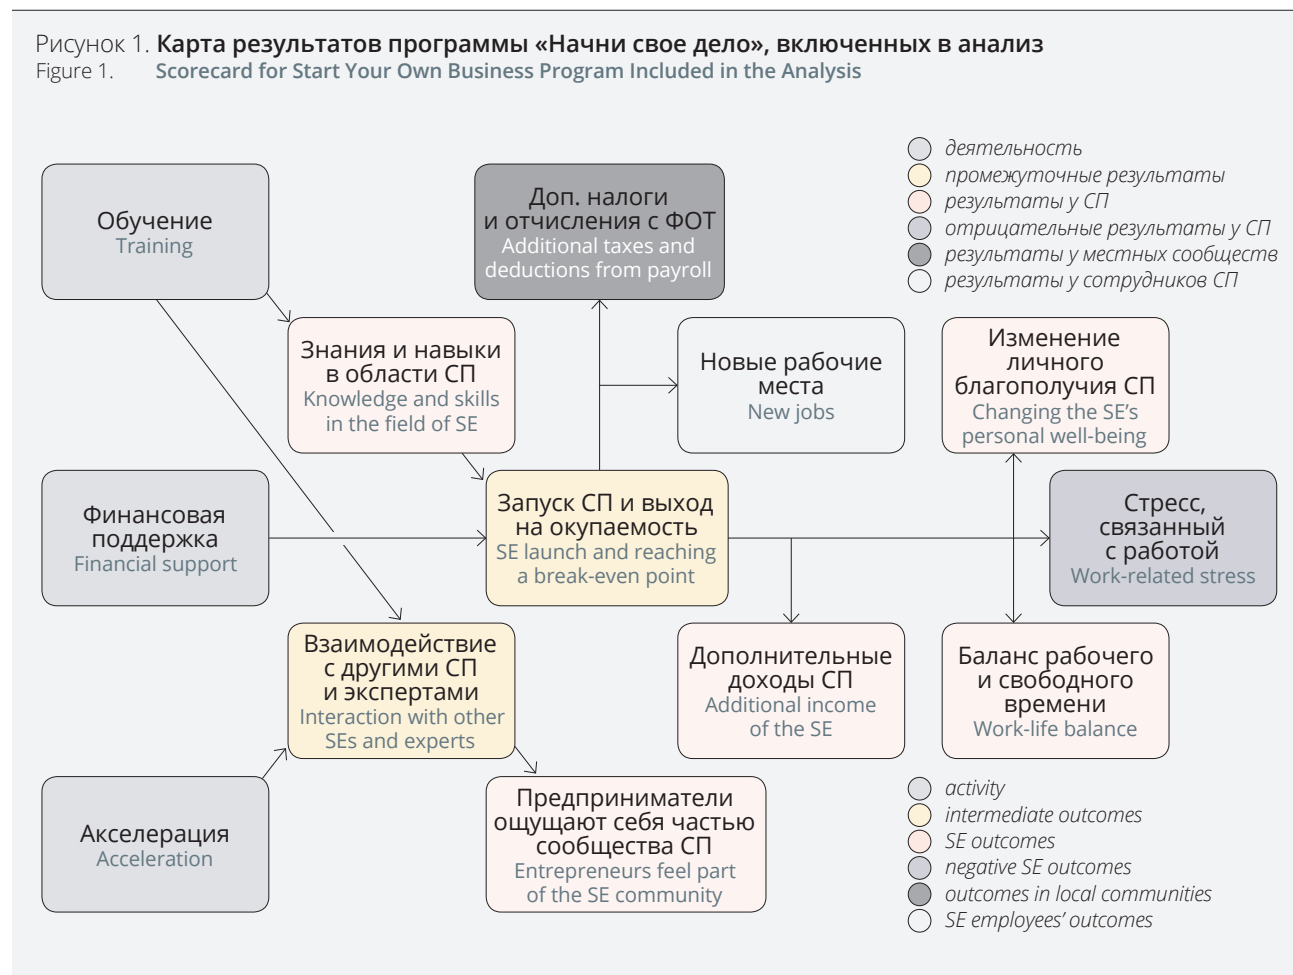 Рисунок 1. Карта результатов программы «Начни свое дело», включенных в анализ
Figure 1. Scorecard for Start Your Own Business Program Included in the Analysis
деятельность
промежуточные результаты
результаты у СП
отрицательные результаты у СП
результаты у местных сообществ
результаты у сотрудников СП
Обучение
Training
Доп. налоги
и отчисления с ФОТ
Additional taxes and
deductions from payroll
Знания и навыки
в области СП
Knowledge and skills
in the field of SE
Новые рабочие
места
New jobs
Изменение
личного
благополучия СП
Changing the SE’s
personal well-being
Финансовая
поддержка
Financial support
Запуск СП и выход
на окупаемость
SE launch and reaching
a break-even point
Стресс,
связанный
с работой
Work-related stress
Взаимодействие
с другими СП
и экспертами
Interaction with other
SEs and experts
Дополнительные
доходы СП
Additional income
of the SE
Баланс рабочего
и свободного
времени
Work-life balance
Акселерация
Acceleration
Предприниматели
ощущают себя частью
сообщества СП
Entrepreneurs feel part
of the SE community
activity
intermediate outcomes
SE outcomes
negative SE outcomes
outcomes in local communities
SE employees’ outcomes